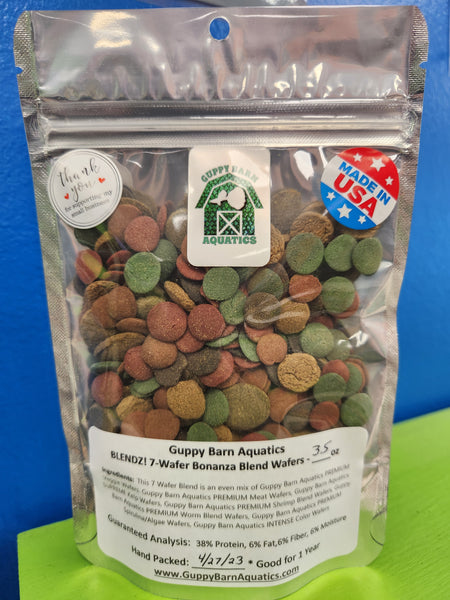 thank
you
for supporting my
small business
GUPPY BARN
AQUATICS
MADE IN
USA
Guppy Barn Aquatics
BLENDZ! 7-Wafer Bonanza Blend Wafers - 3.5 oz
Ingredients: This 7 Wafer Blend is an even mix of Guppy Barn Aquatics PREMIUM
Veggie Wafer, Guppy Barn Aquatics PREMIUM Meat Wafers, Guppy Barn Aquatics
SUPREME Kelp Wafers, Guppy Barn Aquatics PREMIUM Shrimp Blend Wafers, Guppy
Barn Aquatics PREMIUM Worm Blend Wafers, Guppy Barn Aquatics PREMIUM
Spirulina/Algae Wafers, Guppy Barn Aquatics INTENSE Color Wafers
Guaranteed Analysis: 38% Protein, 6% Fat,6% Fiber, 6% Moisture
Hand Packed: 4/27/23 * Good for 1 Year
www.GuppyBarnAquatics.com